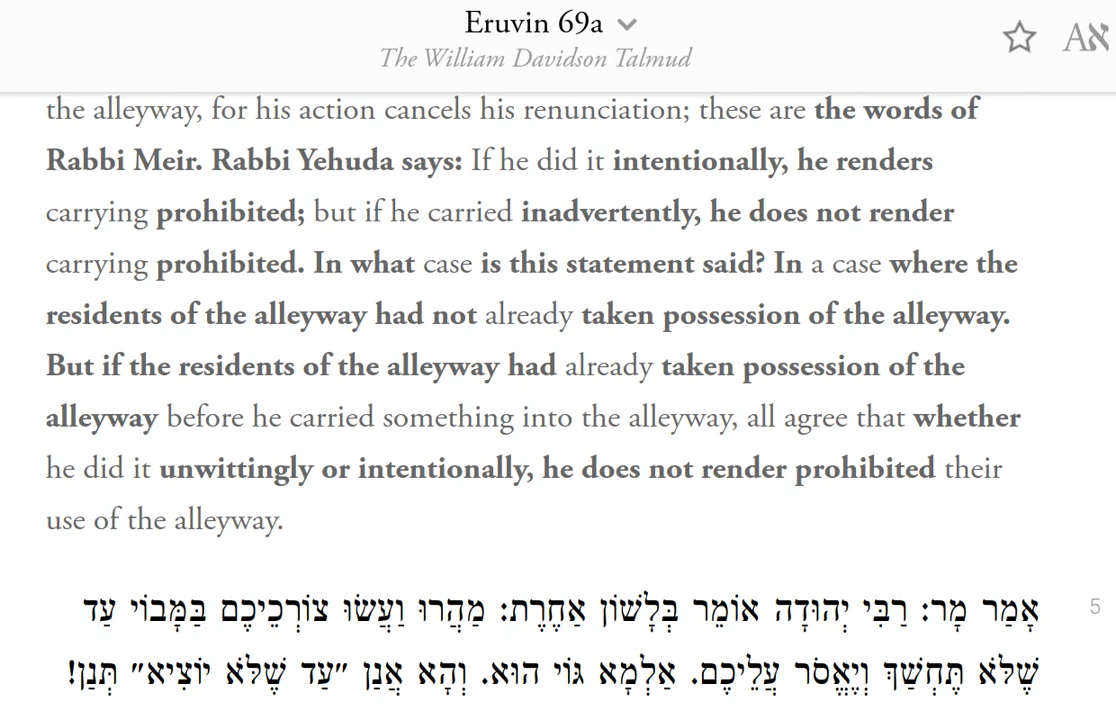 Eruvin 69a
The William Davidson Talmud
Aא
the alleyway, for his action cancels his renunciation; these are the words of
Rabbi Meir. Rabbi Yehuda says: If he did it intentionally, he renders
carrying prohibited; but if he carried inadvertently, he does not render
carrying prohibited. In what case is this statement said? In a case where the
residents of the alleyway had not already taken possession of the alleyway.
But if the residents of the alleyway had already taken possession of the
alleyway before he carried something into the alleyway, all agree that whether
he did it unwittingly or intentionally, he does not render prohibited their
use of the alleyway.
אָמַר מָר: רַבִּי יְהוּדָה אוֹמֵר בְּלָשׁוֹן אַחֶרֶת: מַהֲרוּ וַעֲשׂוּ צוֹרְכֵיכֶם בַּמָּבוֹי עַד
5
שֶׁלֹּא תֶּחְשַׁךְ וְיֶאֱסֹר עֲלֵיכֶם. אַלְמָא גּוֹי הוּא. וְהָא אֲנַן ״עַד שֶׁלֹּא יוֹצִיא״ תְּנַן!